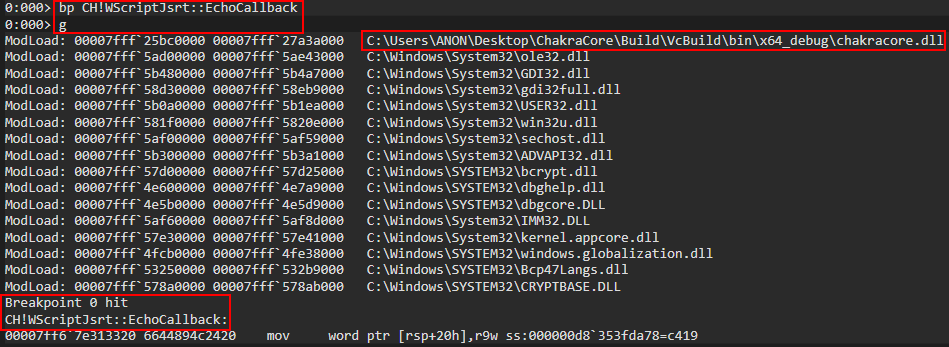 0:000> bp CH!WScriptJsrt::EchoCallback
0:000> g
ModLoad: 00007fff`25bc0000 00007fff`27a3a000   C:\Users\ANON\Desktop\ChakraCore\Build\VcBuild\bin\x64_debug\chakracore.dll
ModLoad: 00007fff`5ad00000 00007fff`5ae43000   C:\Windows\System32\ole32.dll
ModLoad: 00007fff`5b480000 00007fff`5b4a7000   C:\Windows\System32\GDI32.dll
ModLoad: 00007fff`58d30000 00007fff`58eb9000   C:\Windows\System32\gdi32full.dll
ModLoad: 00007fff`5b0a0000 00007fff`5b1ea000   C:\Windows\System32\USER32.dll
ModLoad: 00007fff`581f0000 00007fff`5820e000   C:\Windows\System32\win32u.dll
ModLoad: 00007fff`5af00000 00007fff`5af59000   C:\Windows\System32\sechost.dll
ModLoad: 00007fff`5b300000 00007fff`5b3a1000   C:\Windows\System32\ADVAPI32.dll
ModLoad: 00007fff`57d00000 00007fff`57d25000   C:\Windows\SYSTEM32\bcrypt.dll
ModLoad: 00007fff`4e600000 00007fff`4e7a9000   C:\Windows\SYSTEM32\dbghelp.dll
ModLoad: 00007fff`4e5b0000 00007fff`4e5d9000   C:\Windows\SYSTEM32\dbgcore.DLL
ModLoad: 00007fff`5af60000 00007fff`5af8d000   C:\Windows\System32\IMM32.DLL
ModLoad: 00007fff`57e30000 00007fff`57e41000   C:\Windows\System32\kernel.appcore.dll
ModLoad: 00007fff`4fcb0000 00007fff`4fe38000   C:\Windows\SYSTEM32\windows.globalization.dll
ModLoad: 00007fff`53250000 00007fff`532b9000   C:\Windows\SYSTEM32\Bcp47Langs.dll
ModLoad: 00007fff`578a0000 00007fff`578ab000   C:\Windows\SYSTEM32\CRYPTBASE.DLL
Breakpoint 0 hit
CH!WScriptJsrt::EchoCallback:
00007ff6`7e313320 6644894c2420    mov     word ptr [rsp+20h],r9w ss:000000d8`353fda78=c419